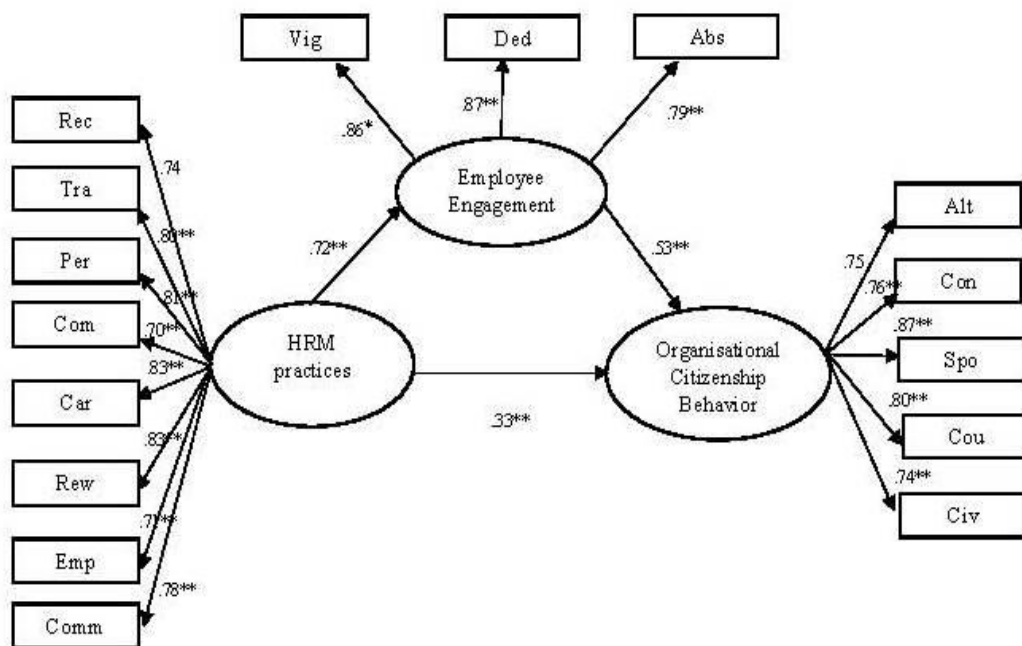 Vig
Ded
Abs
.86*
.87**
.79**
Employee
Engagement
Rec
Tra
Per
Com
Car
Rew
Emp
Comm
.74
.80**
.81**
.70**
.83**
.83**
.78**
HRM
practices
.72**
.53**
.33**
Organisational
Citizenship
Behavior
.75
.76**
.87**
.80**
.74**
Alt
Con
Spo
Cou
Civ